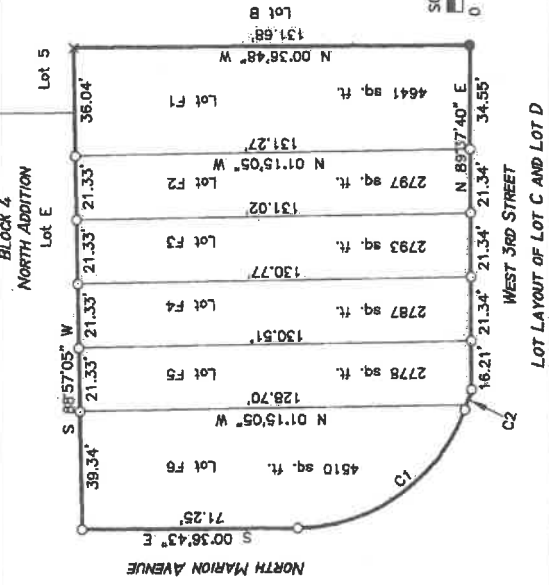 BLOCK 4
NORTH ADDITION
Lot E
Lot 5
S 88°57'05" W
39.34'
21.33'
21.33'
21.33'
21.33'
36.04'
NORTH MARION AVENUE
S 00°36'43" E
71.25'
Lot F6
4510 sq. ft.
N 01°15'05" W
128.70'
Lot F5
2778 sq. ft.
130.51'
Lot F4
2787 sq. ft.
130.77'
Lot F3
2793 sq. ft.
131.02'
Lot F2
2797 sq. ft.
N 01°15'05" W
131.27'
Lot F1
4641 sq. ft.
N 00°36'48" W
131.68'
Lot B
C1
C2
16.21'
21.34'
21.34'
21.34'
N 89°37'40" E
34.55'
WEST 3RD STREET
LOT LAYOUT OF LOT C AND LOT D
0